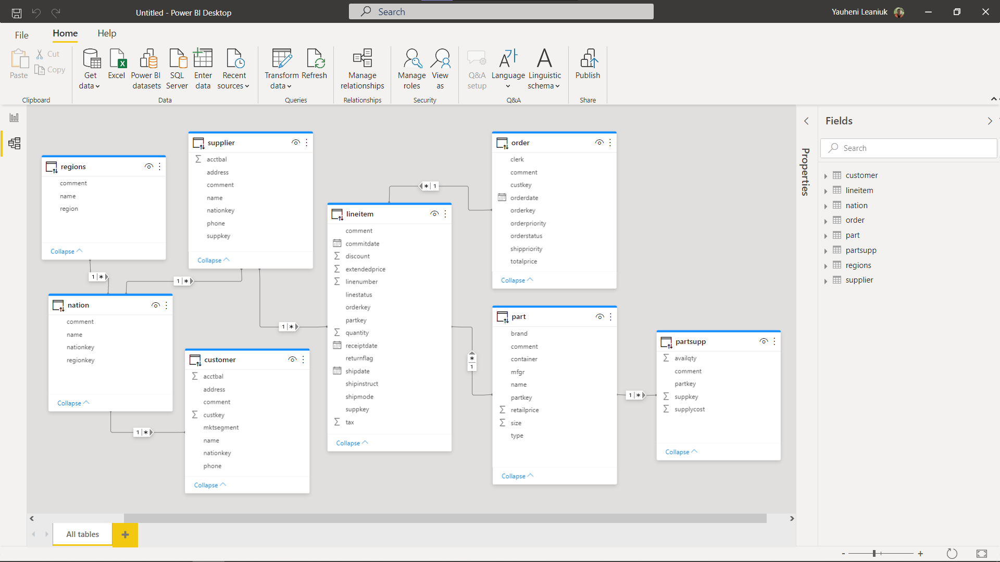 Untitled - Power BI Desktop
Search
Yauheni Leaniuk
File
Home
Help
Paste
Cut
Copy
Clipboard
Get data
Excel
Power BI datasets
SQL Server
Enter data
Recent sources
Data
Transform data
Refresh
Queries
Manage relationships
Relationships
Manage roles
View as
Security
Q&A setup
Language
Linguistic schema
Q&A
Publish
Share
regions
comment
name
region
Collapse
supplier
acctbal
address
comment
name
nationkey
phone
suppkey
Collapse
1 *
1 *
nation
comment
name
nationkey
regionkey
Collapse
1 *
customer
acctbal
address
comment
custkey
mktsegment
name
nationkey
phone
Collapse
1 *
lineitem
comment
commitdate
discount
extendedprice
linenumber
linestatus
orderkey
partkey
quantity
receiptdate
returnflag
shipdate
shipinstruct
shipmode
suppkey
tax
Collapse
* 1
order
clerk
comment
custkey
orderdate
orderkey
orderpriority
orderstatus
shippriority
totalprice
Collapse
*
1
part
brand
comment
container
mfgr
name
partkey
retailprice
size
type
Collapse
1 *
partsupp
availqty
comment
partkey
suppkey
supplycost
Collapse
Properties
Fields
Search
customer
lineitem
nation
order
part
partsupp
regions
supplier
All tables
+
- +